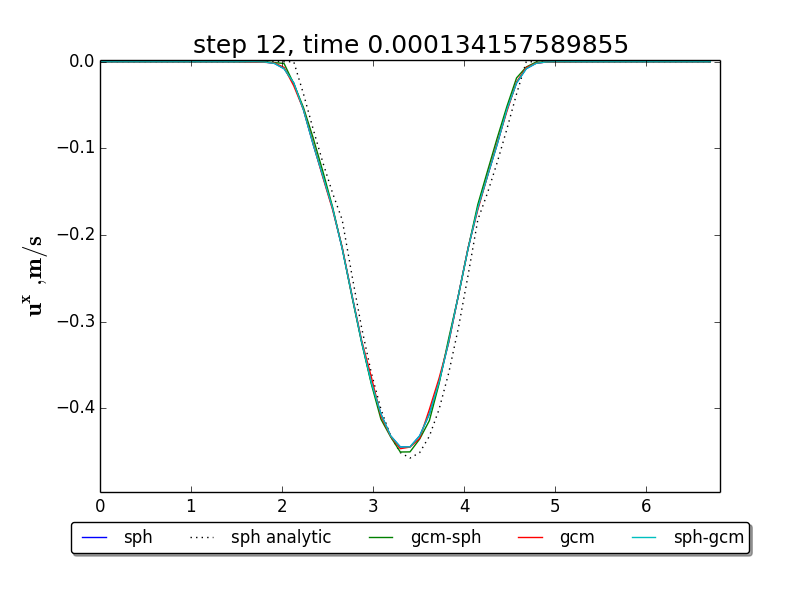 step 12, time 0.000134157589855
0.0
−0.1
−0.2
−0.3
−0.4
u^x ,m/s
0 1 2 3 4 5 6
sph sph analytic gcm-sph gcm sph-gcm